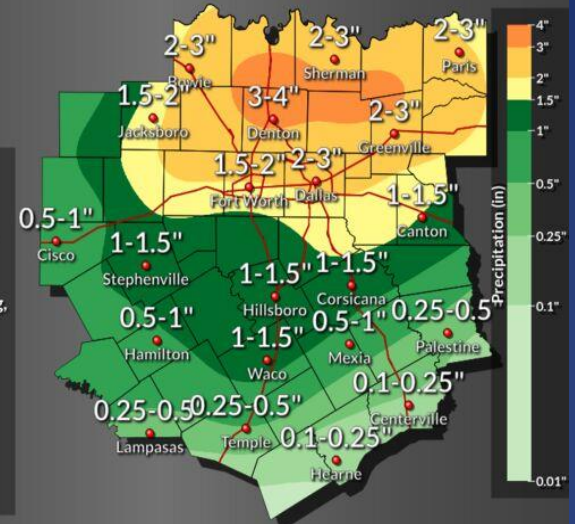 2-3"
Bowie
2-3"
Sherman
2-3"
Paris
1.5-2"
Jacksboro
3-4"
Denton
2-3"
Greenville
1.5-2"
Fort Worth
2-3"
Dallas
1-1.5"
Canton
0.5-1"
Cisco
1-1.5"
Stephenville
1-1.5"
Hillsboro
1-1.5"
Corsicana
0.5-1"
Hamilton
1-1.5"
Waco
0.5-1"
Mexia
0.25-0.5"
Palestine
0.25-0.5"
Lampasas
0.25-0.5"
Temple
0.1-0.25"
Centerville
0.1-0.25"
Hearne
Precipitation (in)
4"
3"
2"
1.5"
1"
0.5"
0.25"
0.1"
0.01"